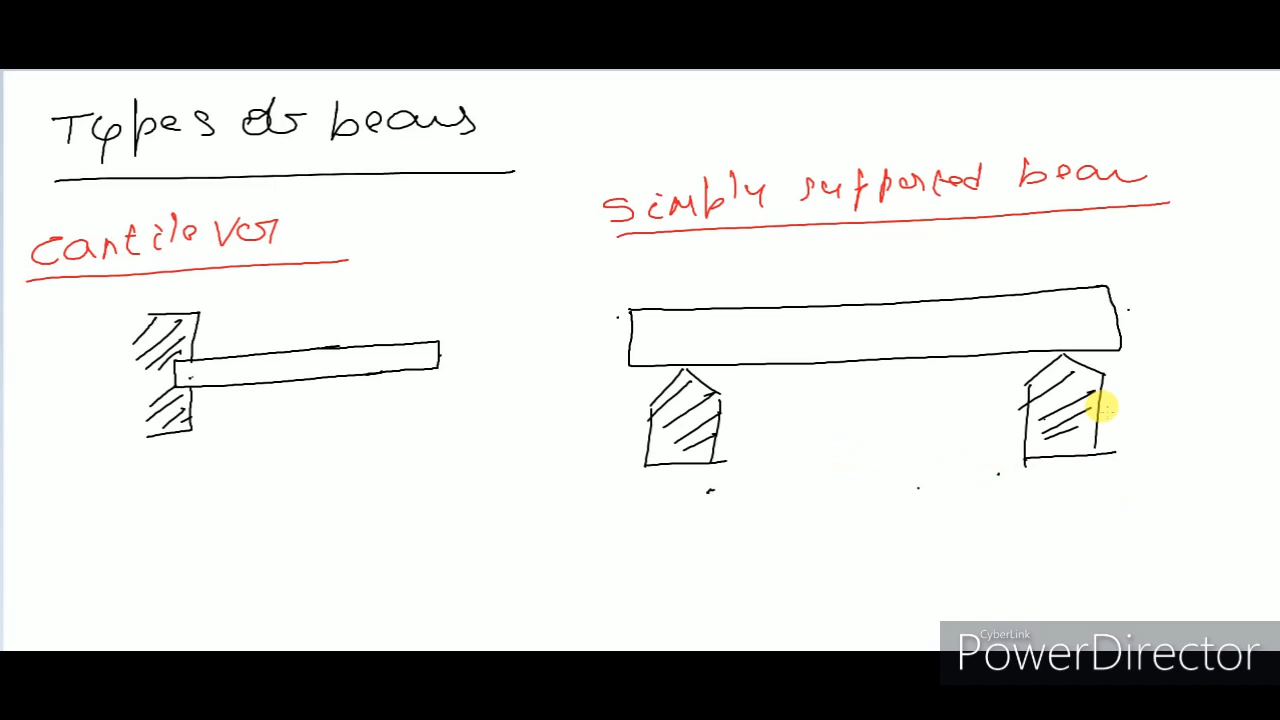 Types of beams
Cantilever
Simply supported beam
CyberLink
PowerDirector